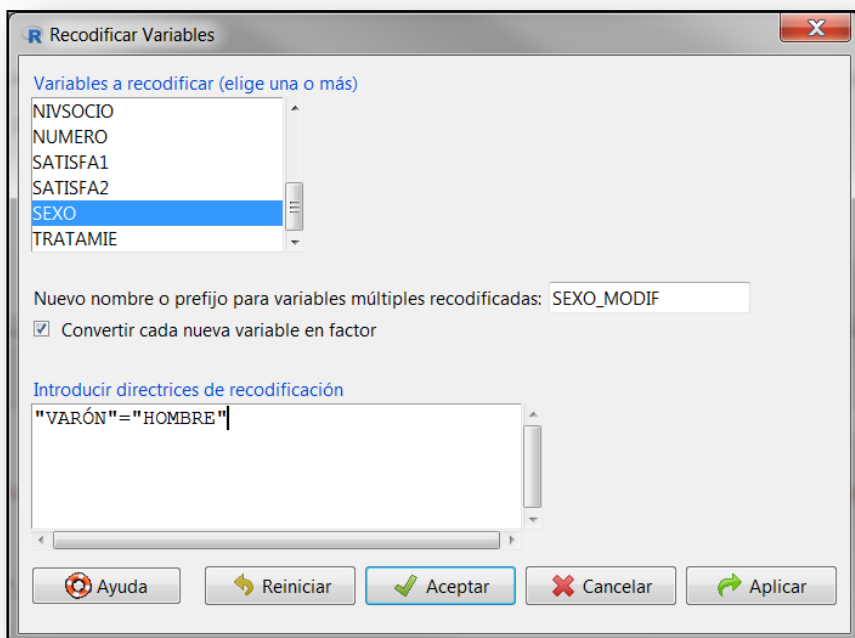 Recodificar Variables
Variables a recodificar (elige una o más)
NIVSOCIO
NUMERO
SATISFA1
SATISFA2
SEXO
TRATAMIE
Nuevo nombre o prefijo para variables múltiples recodificadas: SEXO_MODIF
Convertir cada nueva variable en factor
Introducir directrices de recodificación
"VARÓN"="HOMBRE"
Ayuda Reiniciar Aceptar Cancelar Aplicar